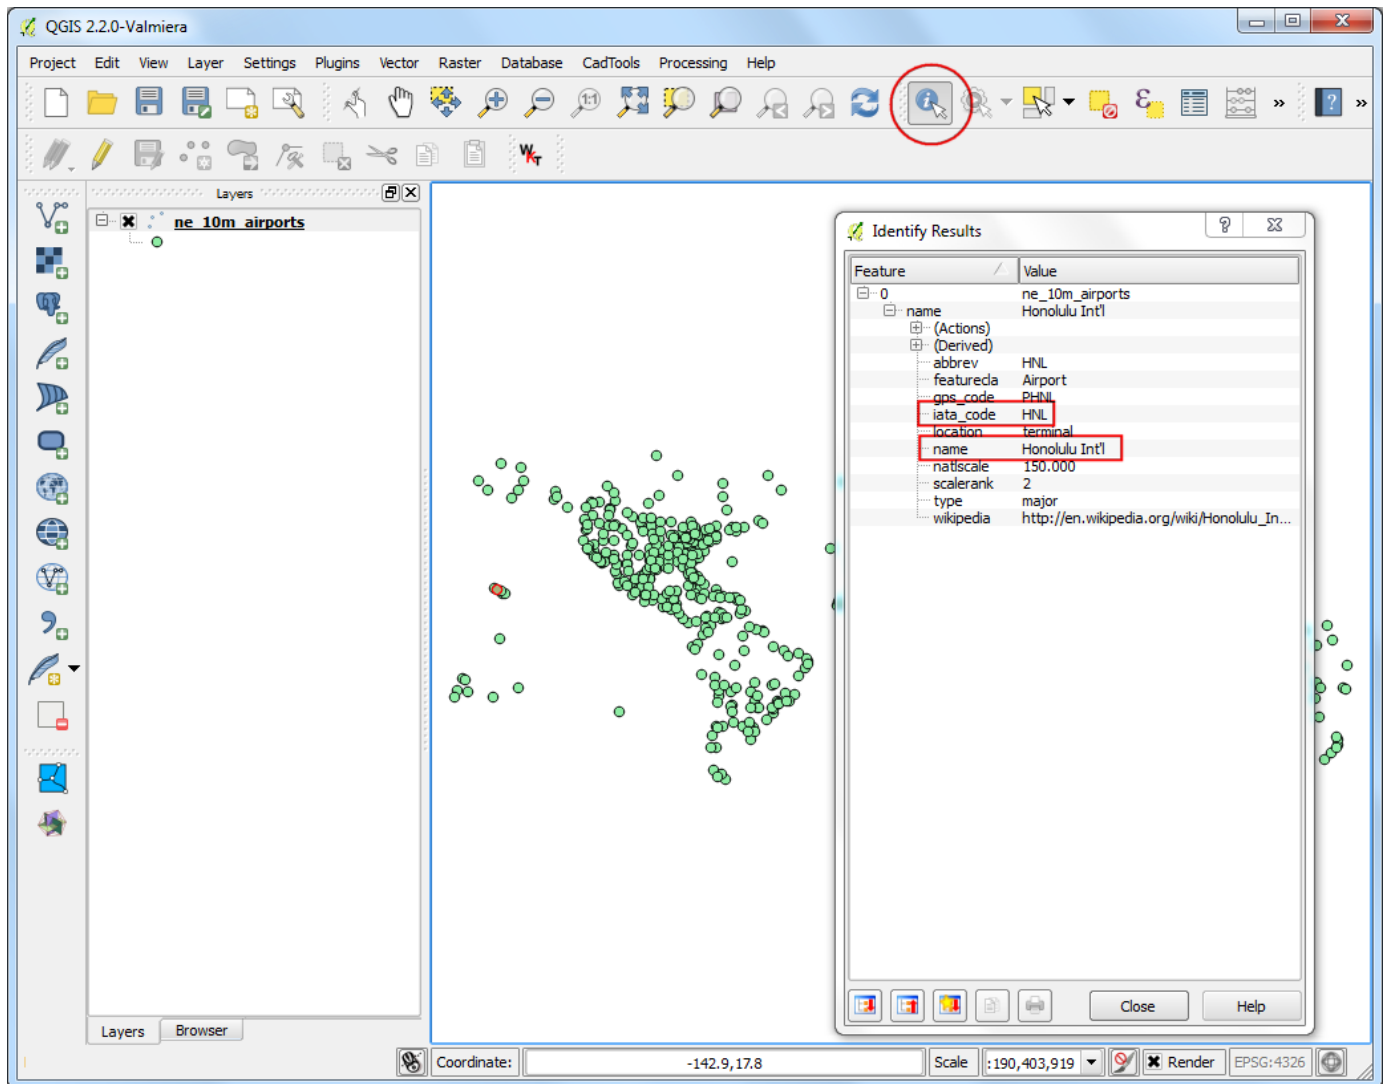 QGIS 2.2.0-Valmiera
Project Edit View Layer Settings Plugins Vector Raster Database CadTools Processing Help
1:1
ε
» ? »
WKT
Layers
ne_10m_airports
Identify Results
?
Feature Value
0 ne_10m_airports
name Honolulu Int'l
(Actions)
(Derived)
abbrev HNL
featurecla Airport
gps_code PHNL
iata_code HNL
location terminal
name Honolulu Int'l
natlscale 150.000
scalerank 2
type major
wikipedia http://en.wikipedia.org/wiki/Honolulu_In...
Close Help
Layers Browser
Coordinate: -142.9,17.8 Scale :190,403,919 Render EPSG:4326